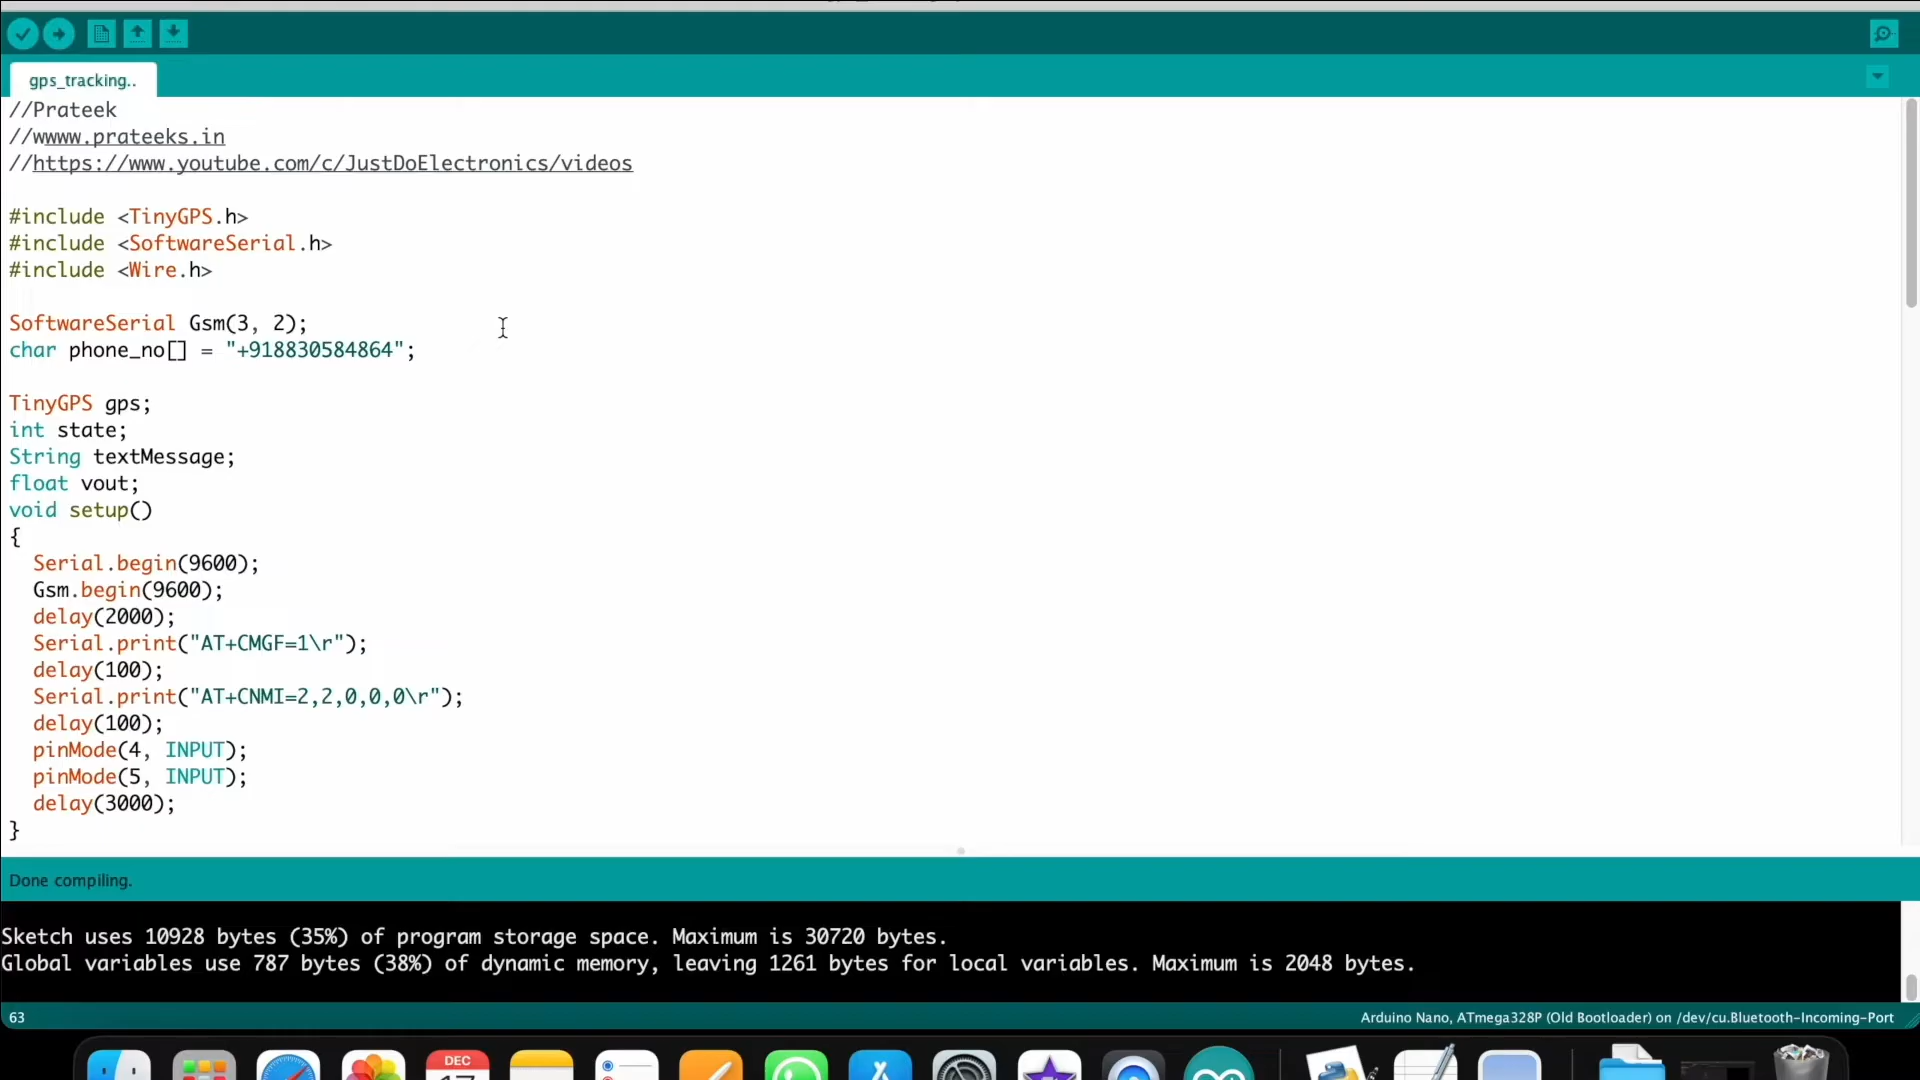 gps_tracking..
//Prateek
//wwww.prateeks.in
//https://www.youtube.com/c/JustDoElectronics/videos
#include <TinyGPS.h>
#include <SoftwareSerial.h>
#include <Wire.h>
SoftwareSerial Gsm(3, 2);
char phone_no[] = "+918830584864";
TinyGPS gps;
int state;
String textMessage;
float vout;
void setup()
{
Serial.begin(9600);
Gsm.begin(9600);
delay(2000);
Serial.print("AT+CMGF=1\r");
delay(100);
Serial.print("AT+CNMI=2,2,0,0,0\r");
delay(100);
pinMode(4, INPUT);
pinMode(5, INPUT);
delay(3000);
}
Done compiling.
Sketch uses 10928 bytes (35%) of program storage space. Maximum is 30720 bytes.
Global variables use 787 bytes (38%) of dynamic memory, leaving 1261 bytes for local variables. Maximum is 2048 bytes.
63
Arduino Nano, ATmega328P (Old Bootloader) on /dev/cu.Bluetooth-Incoming-Port
DEC